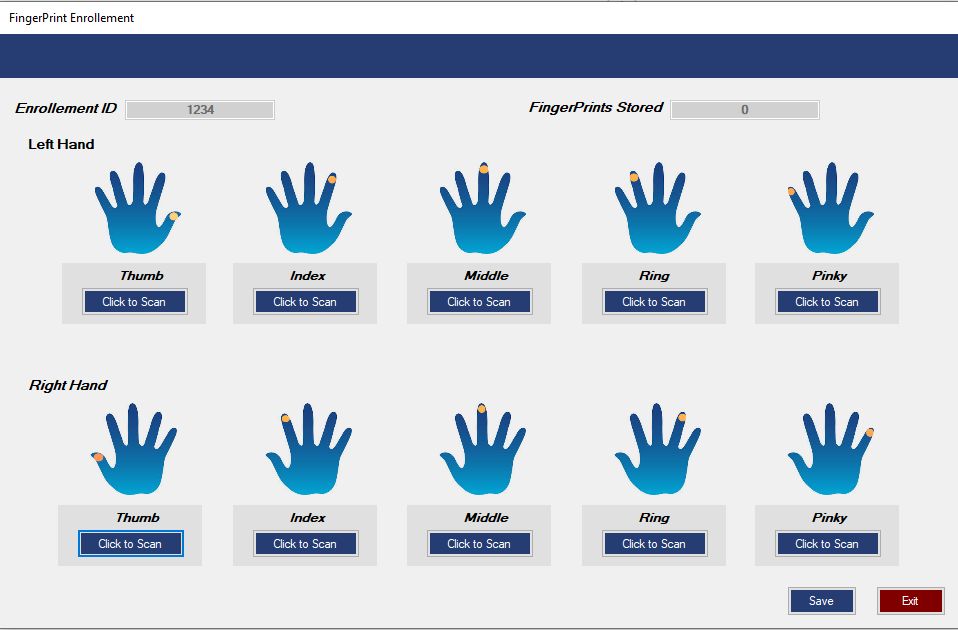 FingerPrint Enrollement
Enrollement ID 1234 FingerPrints Stored 0
Left Hand
Thumb Index Middle Ring Pinky
Click to Scan Click to Scan Click to Scan Click to Scan Click to Scan
Right Hand
Thumb Index Middle Ring Pinky
Click to Scan Click to Scan Click to Scan Click to Scan Click to Scan
Save Exit